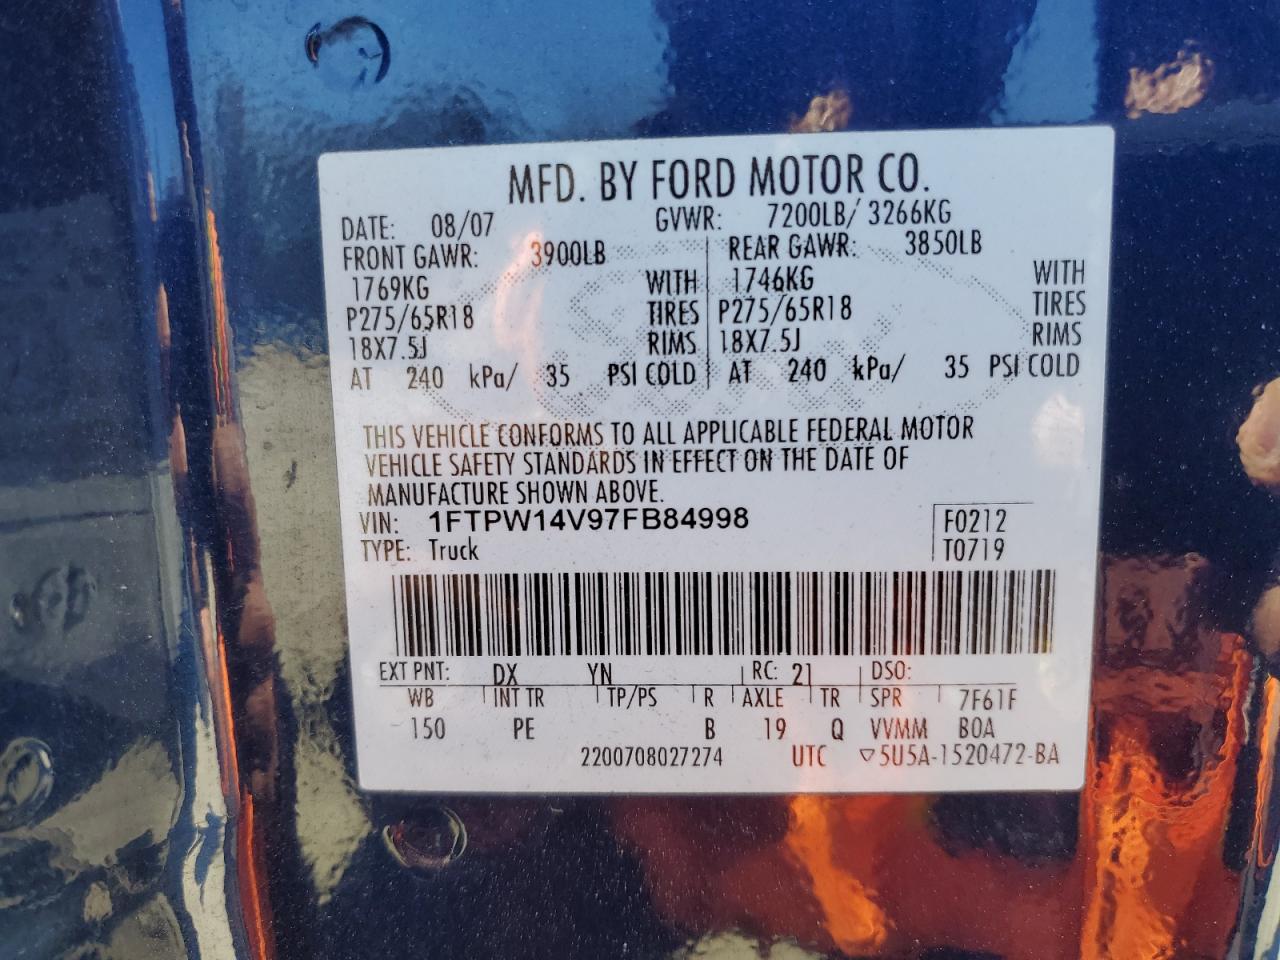 MFD. BY FORD MOTOR CO.
DATE: 08/07 GVWR: 7200LB/ 3266KG
FRONT GAWR: 3900LB REAR GAWR: 3850LB
1769KG WITH 1746KG WITH
P275/65R18 TIRES P275/65R18 TIRES
18X7.5J RIMS 18X7.5J RIMS
AT 240 kPa/ 35 PSI COLD AT 240 kPa/ 35 PSI COLD
THIS VEHICLE CONFORMS TO ALL APPLICABLE FEDERAL MOTOR
VEHICLE SAFETY STANDARDS IN EFFECT ON THE DATE OF
MANUFACTURE SHOWN ABOVE.
VIN: 1FTPW14V97FB84998 F0212
TYPE: Truck T0719
EXT PNT: DX YN RC: 21 DSO:
WB INT TR TP/PS R AXLE TR SPR 7F61F
150 PE B 19 Q VVMM BOA
2200708027274 UTC ▽5U5A-1520472-BA